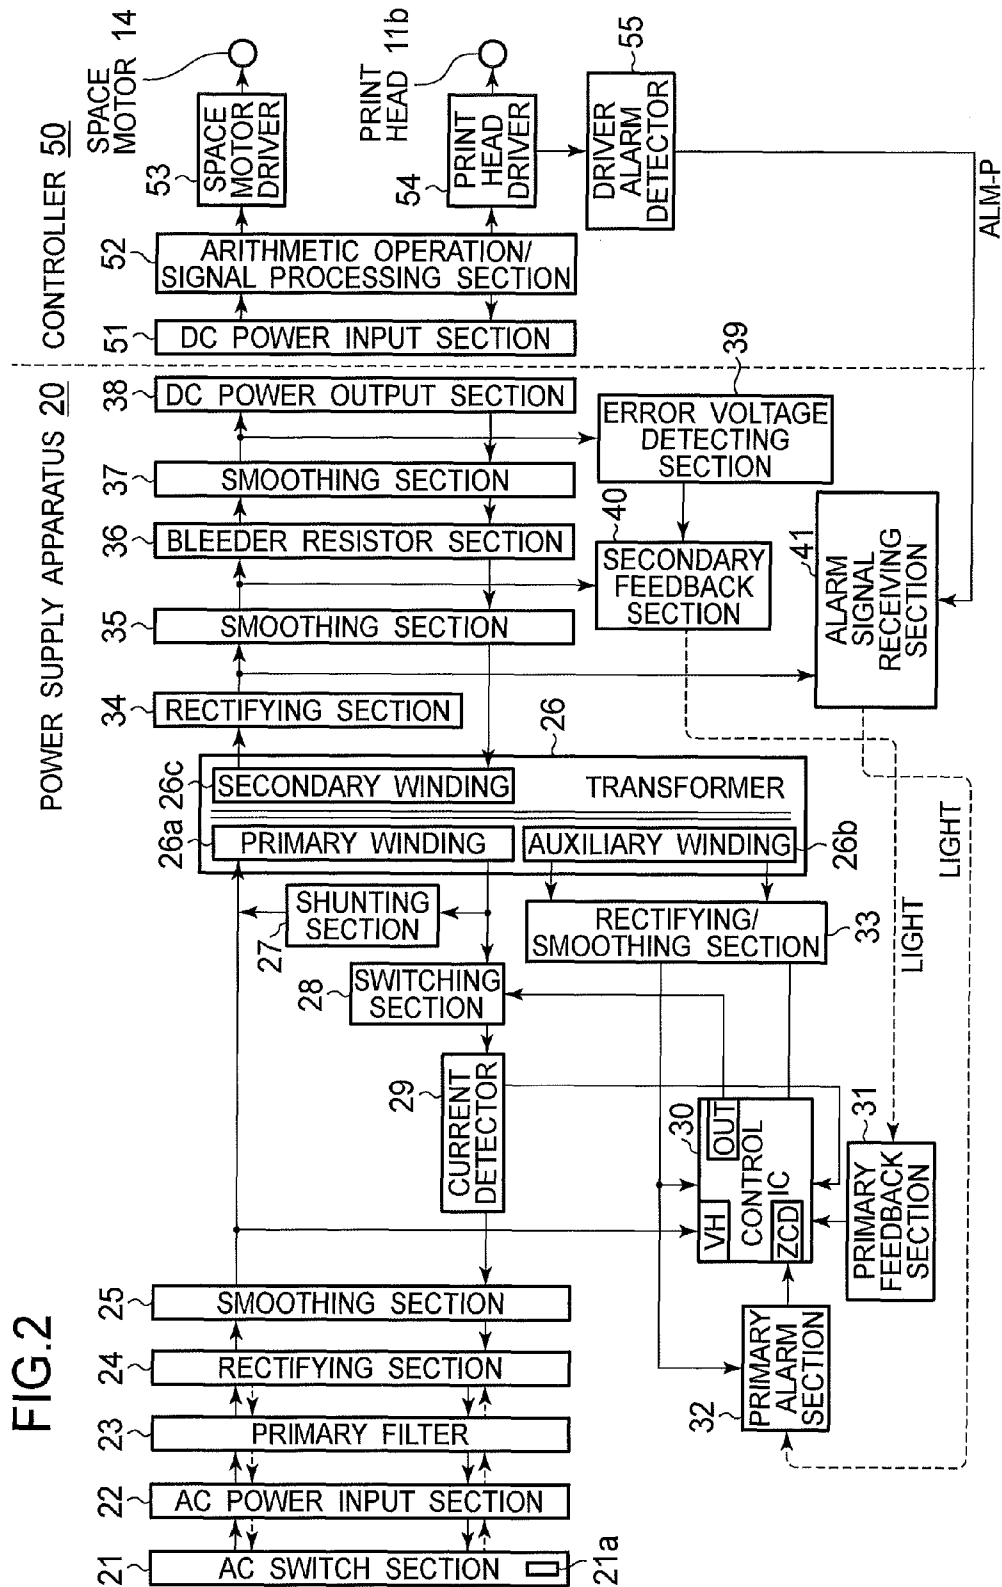 FIG.2
POWER SUPPLY APPARATUS 20
CONTROLLER 50
21
AC SWITCH SECTION
21a
22
AC POWER INPUT SECTION
23
PRIMARY FILTER
24
RECTIFYING SECTION
25
SMOOTHING SECTION
26
TRANSFORMER
26a
PRIMARY WINDING
26b
AUXILIARY WINDING
26c
SECONDARY WINDING
27
SHUNTING
SECTION
28
SWITCHING
SECTION
29
CURRENT
DETECTOR
30
OUT
VH
CONTROL
IC
ZCD
31
PRIMARY
FEEDBACK
SECTION
32
PRIMARY
ALARM
SECTION
33
RECTIFYING/
SMOOTHING SECTION
34
RECTIFYING SECTION
35
SMOOTHING SECTION
36
BLEEDER RESISTOR SECTION
37
SMOOTHING SECTION
38
DC POWER OUTPUT SECTION
39
ERROR VOLTAGE
DETECTING
SECTION
40
SECONDARY
FEEDBACK
SECTION
41
ALARM
SIGNAL
RECEIVING
SECTION
LIGHT
LIGHT
51
DC POWER INPUT SECTION
52
ARITHMETIC OPERATION/
SIGNAL PROCESSING SECTION
53
SPACE
MOTOR
DRIVER
SPACE
MOTOR 14
54
PRINT
HEAD
DRIVER
PRINT
HEAD 11b
55
DRIVER
ALARM
DETECTOR
ALM-P